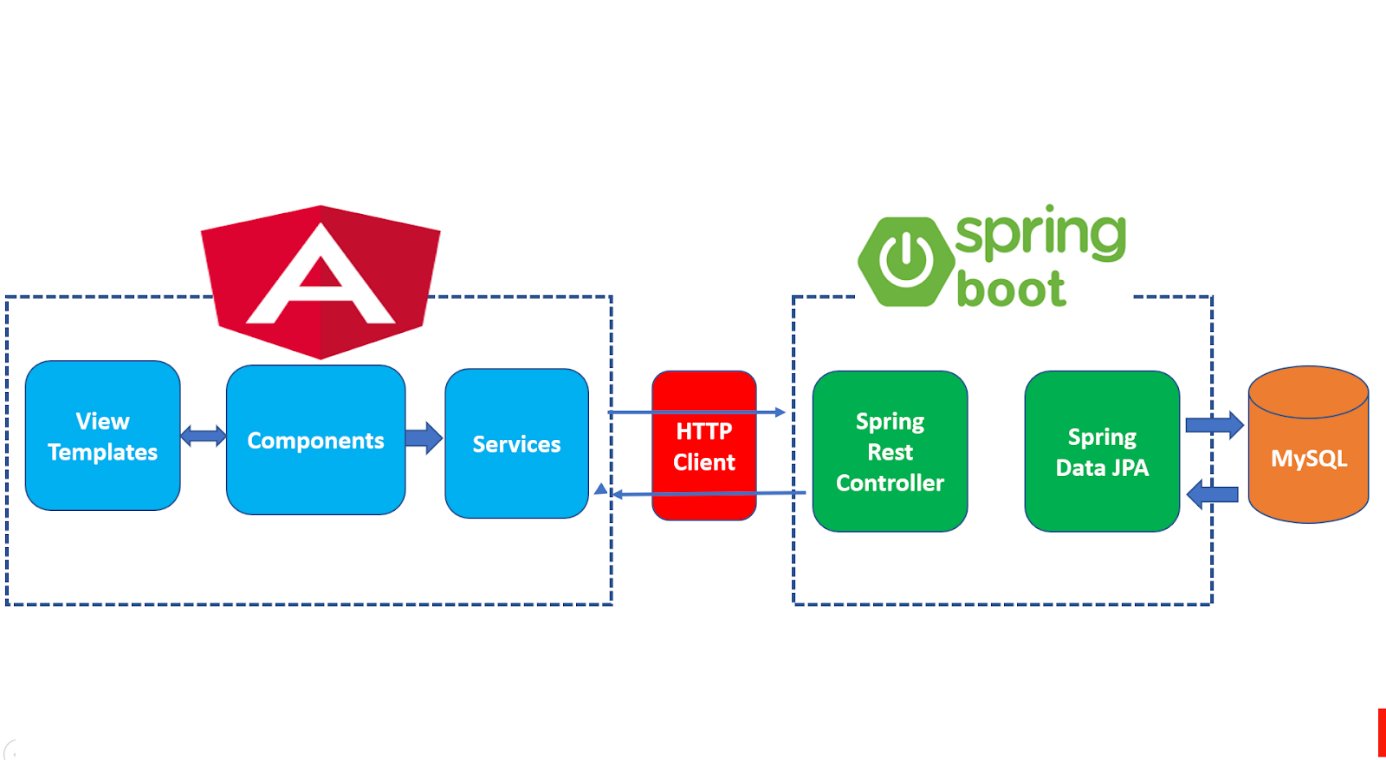 spring
boot
View
Templates
Components
Services
HTTP
Client
Spring
Rest
Controller
Spring
Data JPA
MySQL